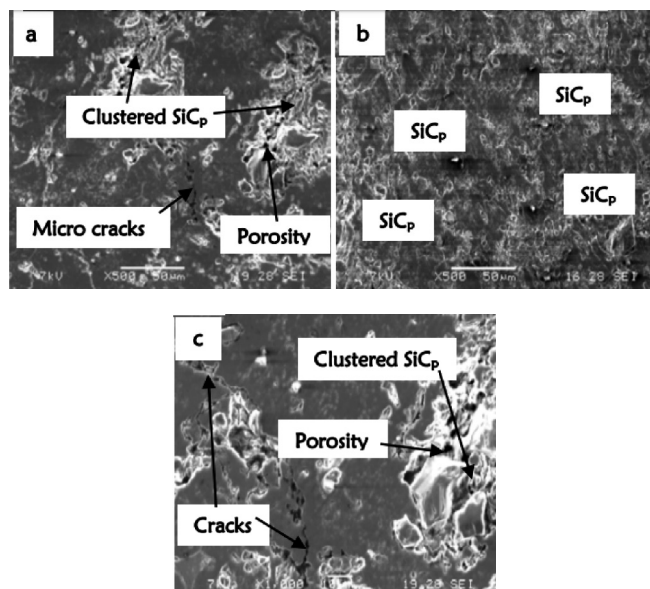 a
Clustered SiCₚ
Micro cracks
Porosity
7kV X500 50µm 19.28 SEI
b
SiCₚ
SiCₚ
SiCₚ
SiCₚ
7kV X500 50µm 16.28 SEI
c
Clustered SiCₚ
Porosity
Cracks
19.28 SEI